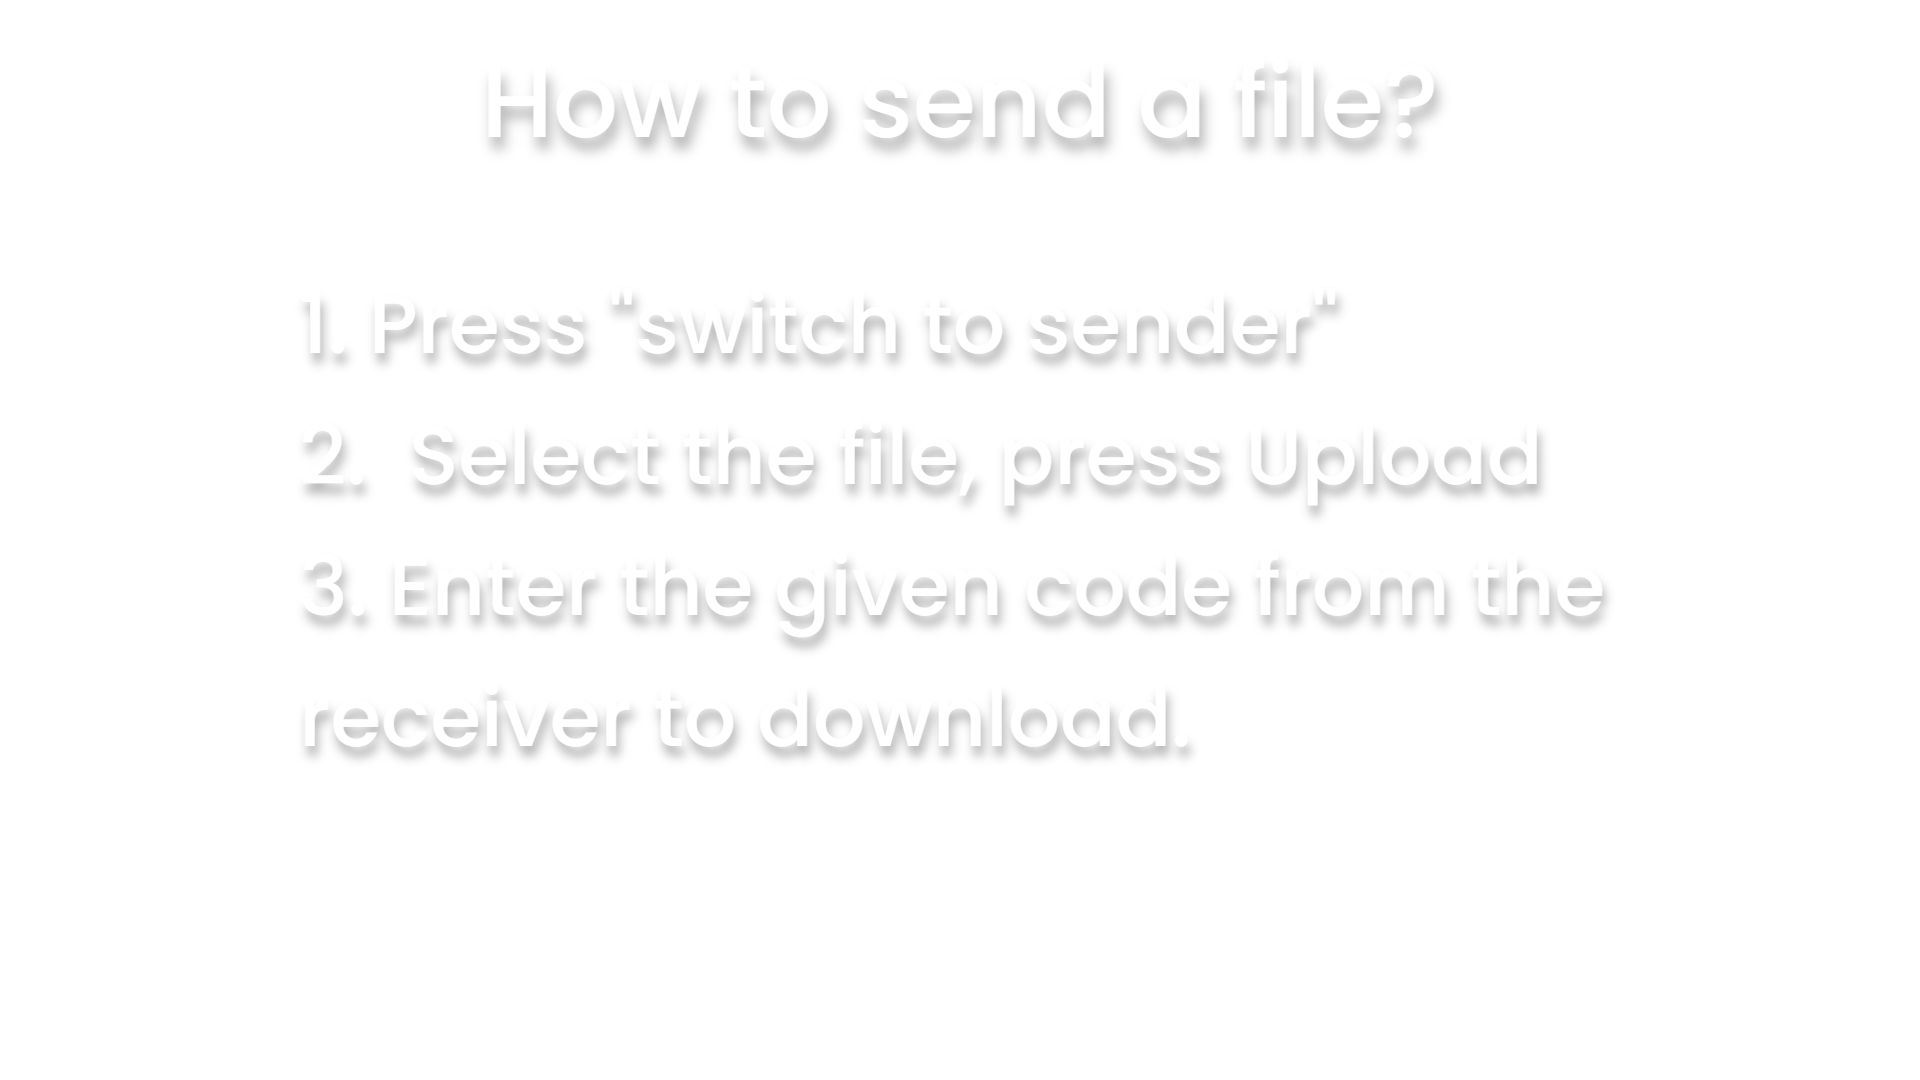 How to send a file?
1. Press "switch to sender"
2.  Select the file, press Upload
3. Enter the given code from the
receiver to download.